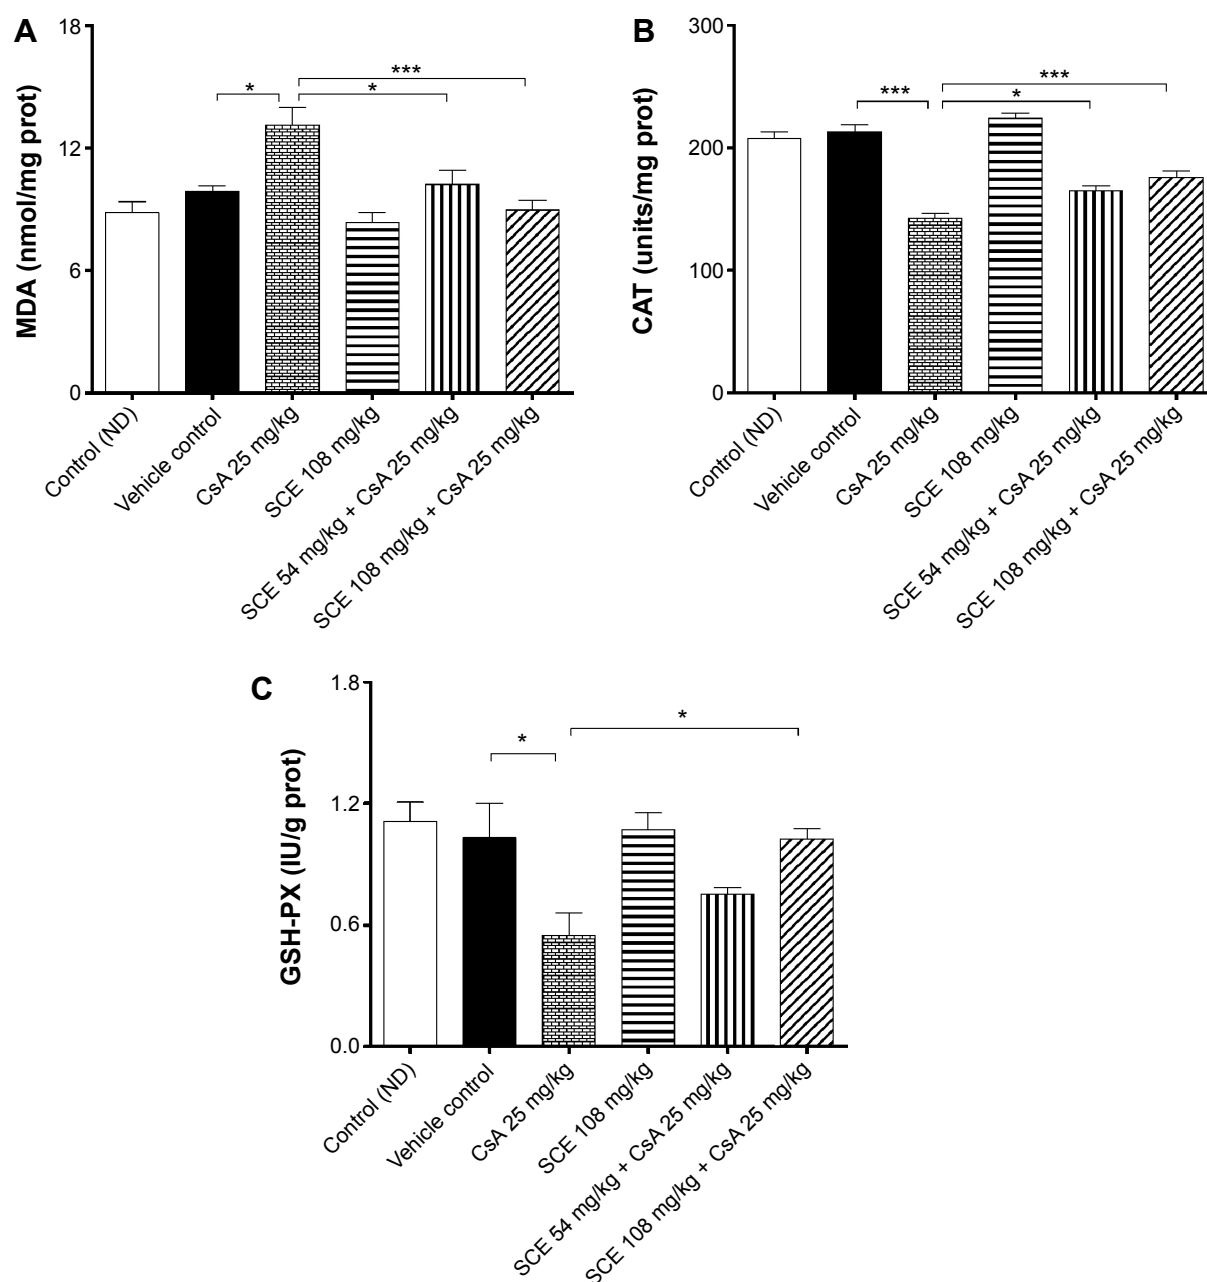 A
MDA (nmol/mg prot)
18
12
6
0
*
*
***
Control (ND)
Vehicle control
CsA 25 mg/kg
SCE 108 mg/kg
SCE 54 mg/kg + CsA 25 mg/kg
SCE 108 mg/kg + CsA 25 mg/kg
B
CAT (units/mg prot)
300
200
100
0
***
*
***
Control (ND)
Vehicle control
CsA 25 mg/kg
SCE 108 mg/kg
SCE 54 mg/kg + CsA 25 mg/kg
SCE 108 mg/kg + CsA 25 mg/kg
C
GSH-PX (IU/g prot)
1.8
1.2
0.6
0.0
*
*
Control (ND)
Vehicle control
CsA 25 mg/kg
SCE 108 mg/kg
SCE 54 mg/kg + CsA 25 mg/kg
SCE 108 mg/kg + CsA 25 mg/kg